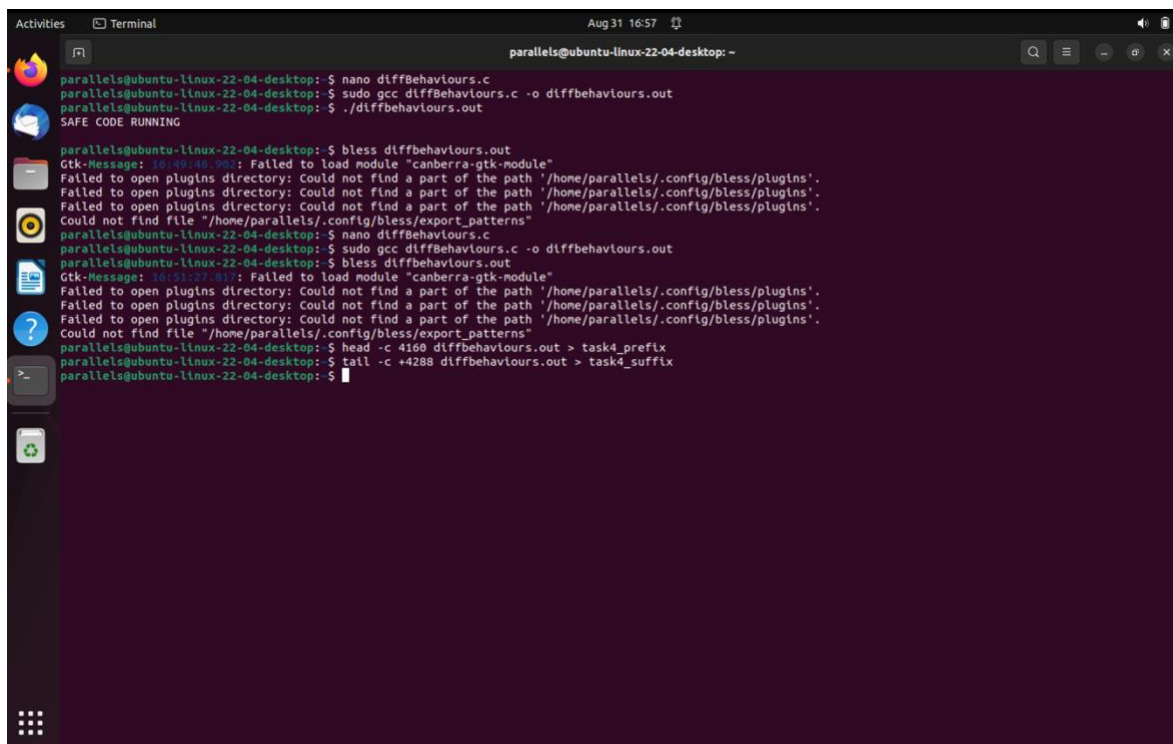 Activities Terminal Aug 31 16:57
parallels@ubuntu-linux-22-04-desktop: ~
parallels@ubuntu-linux-22-04-desktop:~$ nano diffBehaviours.c
parallels@ubuntu-linux-22-04-desktop:~$ sudo gcc diffBehaviours.c -o diffbehaviours.out
parallels@ubuntu-linux-22-04-desktop:~$ ./diffbehaviours.out
SAFE CODE RUNNING
parallels@ubuntu-linux-22-04-desktop:~$ bless diffbehaviours.out
Gtk-Message: 16:49:46.902: Failed to load module "canberra-gtk-module"
Failed to open plugins directory: Could not find a part of the path '/home/parallels/.config/bless/plugins'.
Failed to open plugins directory: Could not find a part of the path '/home/parallels/.config/bless/plugins'.
Failed to open plugins directory: Could not find a part of the path '/home/parallels/.config/bless/plugins'.
Could not find file "/home/parallels/.config/bless/export_patterns"
parallels@ubuntu-linux-22-04-desktop:~$ nano diffBehaviours.c
parallels@ubuntu-linux-22-04-desktop:~$ sudo gcc diffBehaviours.c -o diffbehaviours.out
parallels@ubuntu-linux-22-04-desktop:~$ bless diffbehaviours.out
Gtk-Message: 16:51:27.817: Failed to load module "canberra-gtk-module"
Failed to open plugins directory: Could not find a part of the path '/home/parallels/.config/bless/plugins'.
Failed to open plugins directory: Could not find a part of the path '/home/parallels/.config/bless/plugins'.
Failed to open plugins directory: Could not find a part of the path '/home/parallels/.config/bless/plugins'.
Could not find file "/home/parallels/.config/bless/export_patterns"
parallels@ubuntu-linux-22-04-desktop:~$ head -c 4160 diffbehaviours.out > task4_prefix
parallels@ubuntu-linux-22-04-desktop:~$ tail -c +4288 diffbehaviours.out > task4_suffix
parallels@ubuntu-linux-22-04-desktop:~$